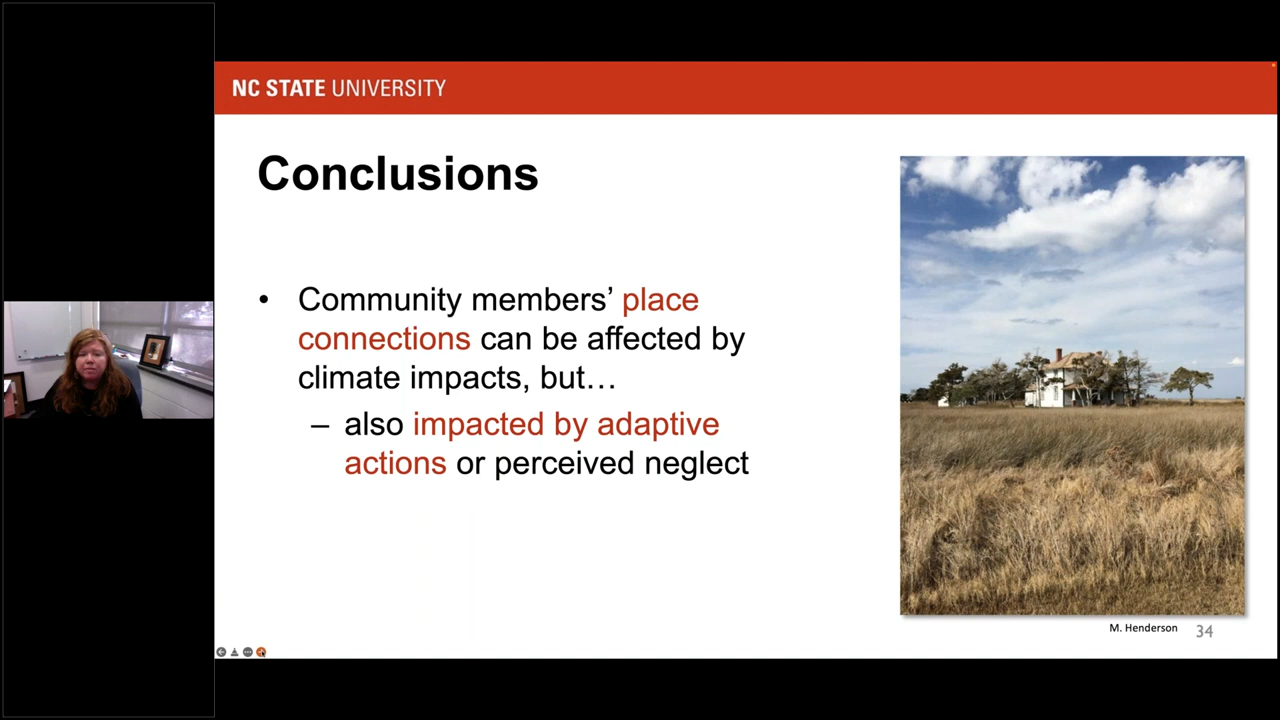 NC STATE UNIVERSITY
Conclusions
• Community members’ place
connections can be affected by
climate impacts, but…
– also impacted by adaptive
actions or perceived neglect
M. Henderson
34